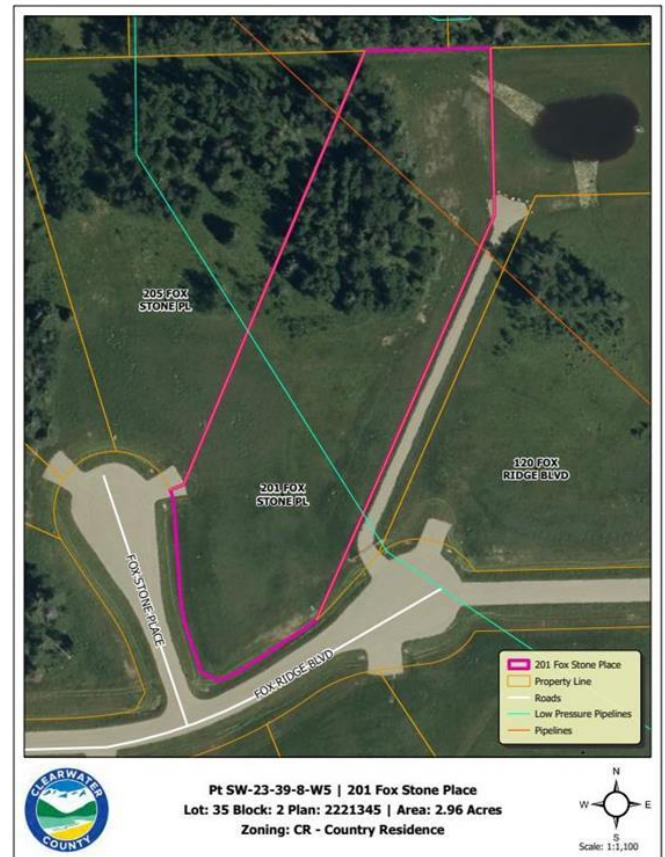 205 FOX
STONE PL
201 FOX
STONE PL
120 FOX
RIDGE BLVD
FOX STONE PLACE
FOX RIDGE BLVD
201 Fox Stone Place
Property Line
Roads
Low Pressure Pipelines
Pipelines
CLEARWATER
COUNTY
Pt SW-23-39-8-W5 | 201 Fox Stone Place
Lot: 35 Block: 2 Plan: 2221345 | Area: 2.96 Acres
Zoning: CR - Country Residence
N
W
E
S
Scale: 1:1,100